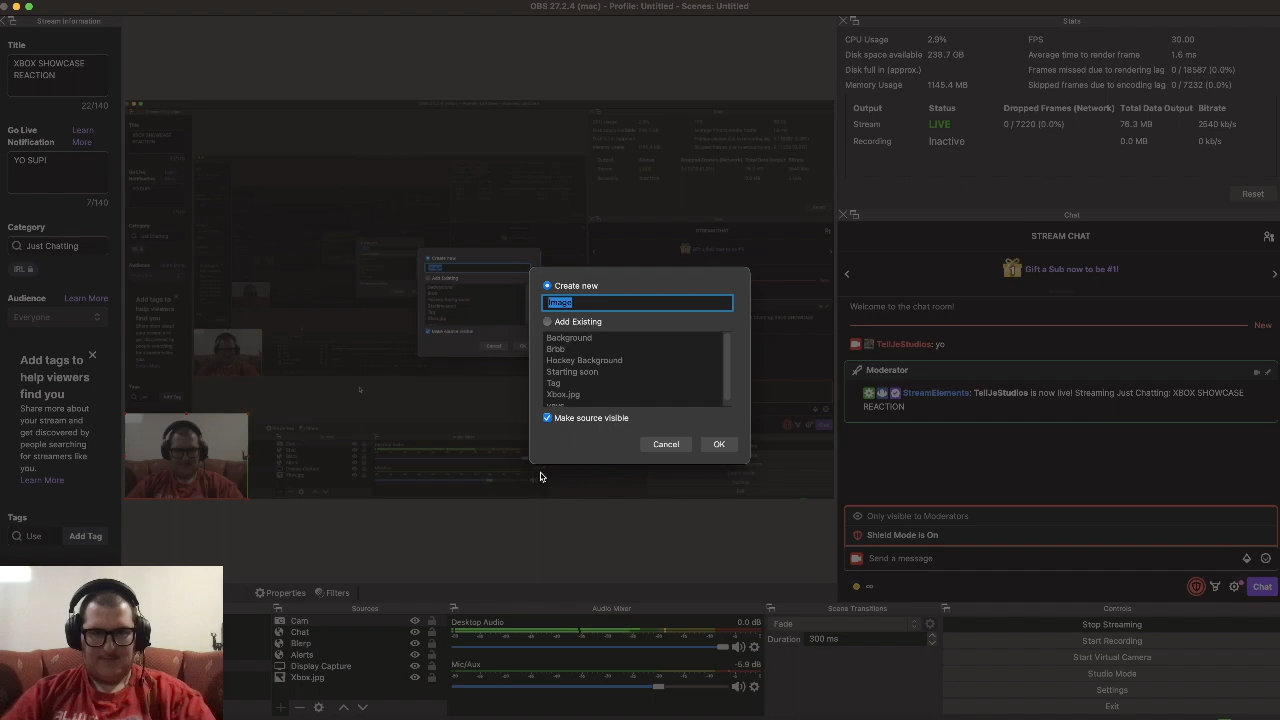 OBS 27.2.4 (mac) - Profile: Untitled - Scenes: Untitled
Stream Information
Title
XBOX SHOWCASE
REACTION
22/140
Go Live
Notification
Learn
More
YO SUP!
7/140
Category
Just Chatting
IRL
Audience
Learn More
Everyone
Add tags to
help viewers
find you
Share more about
your stream and
get discovered by
people searching
for streamers like
you.
Learn More
Tags
Use
Add Tag
Create new
Image
Add Existing
Background
Brbb
Hockey Background
Starting soon
Tag
Xbox.jpg
Make source visible
Cancel
OK
Stats
CPU Usage
2.9%
Disk space available
238.7 GB
Disk full in (approx.)
Memory Usage
1145.4 MB
FPS
30.00
Average time to render frame
1.6 ms
Frames missed due to rendering lag
0 / 18587 (0.0%)
Skipped frames due to encoding lag
0 / 7232 (0.0%)
Output Status Dropped Frames (Network) Total Data Output Bitrate
Stream LIVE 0 / 7220 (0.0%) 76.3 MB 2540 kb/s
Recording Inactive 0.0 MB 0 kb/s
Reset
Chat
STREAM CHAT
Gift a Sub now to be #1!
Welcome to the chat room!
New
TellJeStudios: yo
Moderator
StreamElements: TellJeStudios is now live! Streaming Just Chatting: XBOX SHOWCASE
REACTION
Only visible to Moderators
Shield Mode is On
Send a message
Chat
Properties
Filters
Sources
Cam
Chat
Blerp
Alerts
Display Capture
Xbox.jpg
Audio Mixer
Desktop Audio
0.0 dB
Mic/Aux
-5.9 dB
Scene Transitions
Fade
Duration
300 ms
Controls
Stop Streaming
Start Recording
Start Virtual Camera
Studio Mode
Settings
Exit